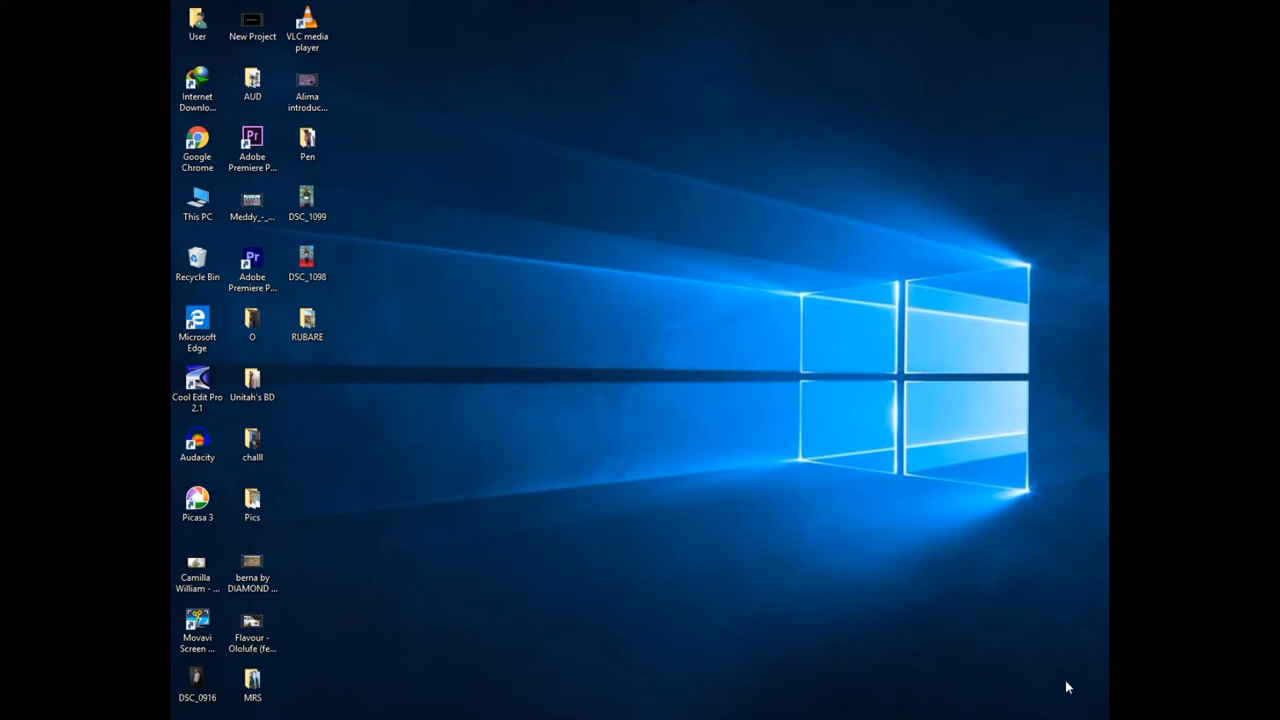 User
New Project
VLC media
player
Internet
Downlo...
AUD
Alima
introduc...
Google
Chrome
Adobe
Premiere P...
Pen
This PC
Meddy_-_...
DSC_1099
Recycle Bin
Adobe
Premiere P...
DSC_1098
Microsoft
Edge
O
RUBARE
Cool Edit Pro
2.1
Unitah's BD
Audacity
challl
Picasa 3
Pics
Camilla
William - ...
berna by
DIAMOND ...
Movavi
Screen ...
Flavour -
Ololufe (fe...
DSC_0916
MRS